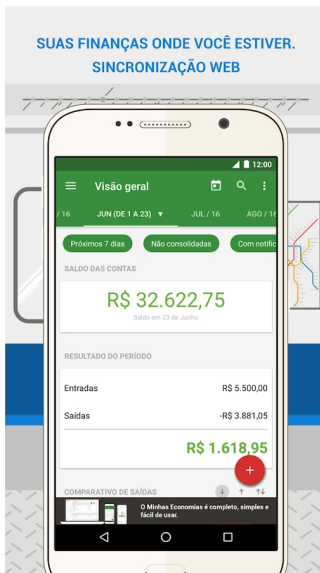 SUAS FINANÇAS ONDE VOCÊ ESTIVER.
SINCRONIZAÇÃO WEB
12:00
Visão geral
/ 16 JUN (DE 1 A 23) ▼ JUL / 16 AGO / 16
Próximos 7 dias Não consolidadas Com notific
SALDO DAS CONTAS
R$ 32.622,75
Saldo em 23 de Junho
RESULTADO DO PERÍODO
Entradas R$ 5.500,00
Saídas -R$ 3.881,05
R$ 1.618,95
+
COMPARATIVO DE SAÍDAS
O Minhas Economias é completo, simples e
fácil de usar.